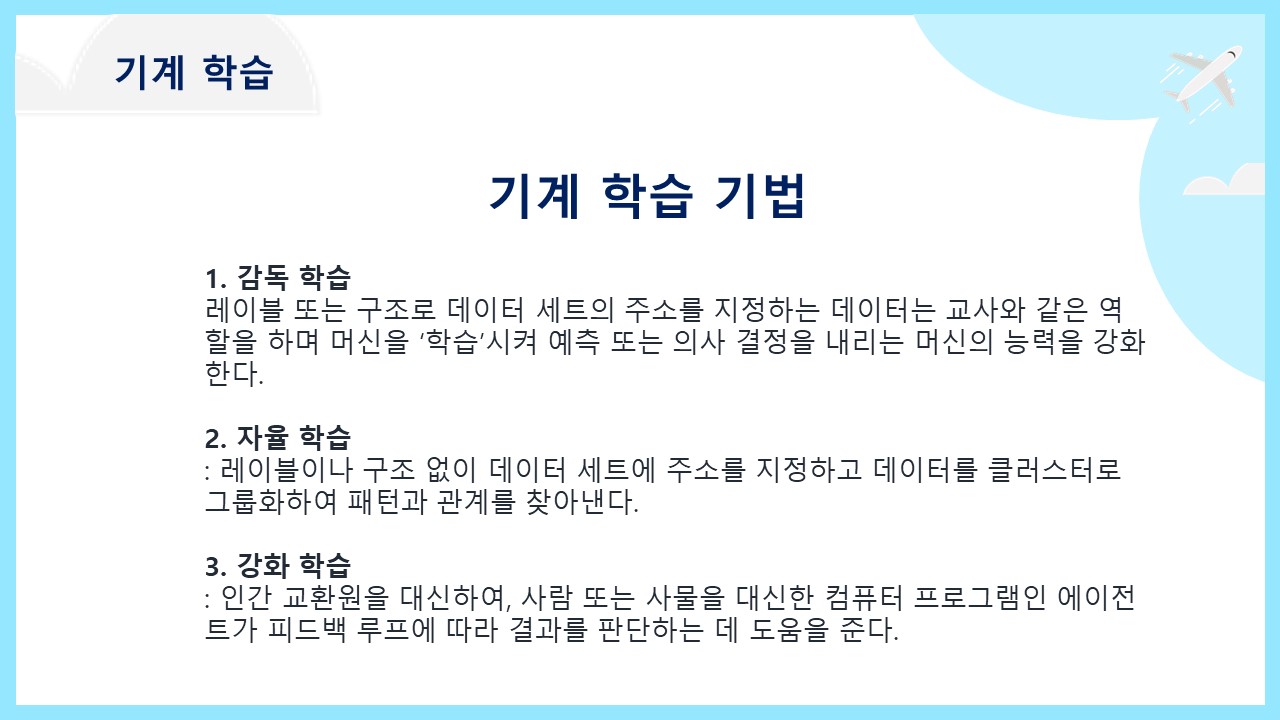 기계 학습
기계 학습 기법
1. 감독 학습
레이블 또는 구조로 데이터 세트의 주소를 지정하는 데이터는 교사와 같은 역
할을 하며 머신을 ‘학습’시켜 예측 또는 의사 결정을 내리는 머신의 능력을 강화
한다.
2. 자율 학습
: 레이블이나 구조 없이 데이터 세트에 주소를 지정하고 데이터를 클러스터로
그룹화하여 패턴과 관계를 찾아낸다.
3. 강화 학습
: 인간 교환원을 대신하여, 사람 또는 사물을 대신한 컴퓨터 프로그램인 에이전
트가 피드백 루프에 따라 결과를 판단하는 데 도움을 준다.